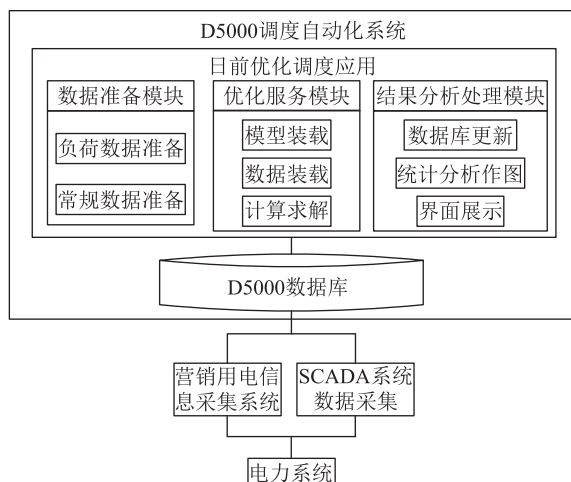 D5000调度自动化系统
日前优化调度应用
数据准备模块
负荷数据准备
常规数据准备
优化服务模块
模型装载
数据装载
计算求解
结果分析处理模块
数据库更新
统计分析作图
界面展示
D5000数据库
营销用电信
息采集系统
SCADA系统
数据采集
电力系统